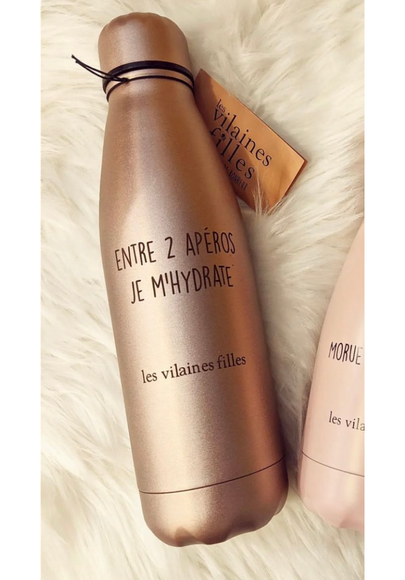 les
vilaines
filles
ENTRE 2 APÉROS
JE M'HYDRATE
les vilaines filles
MORUE
les vila